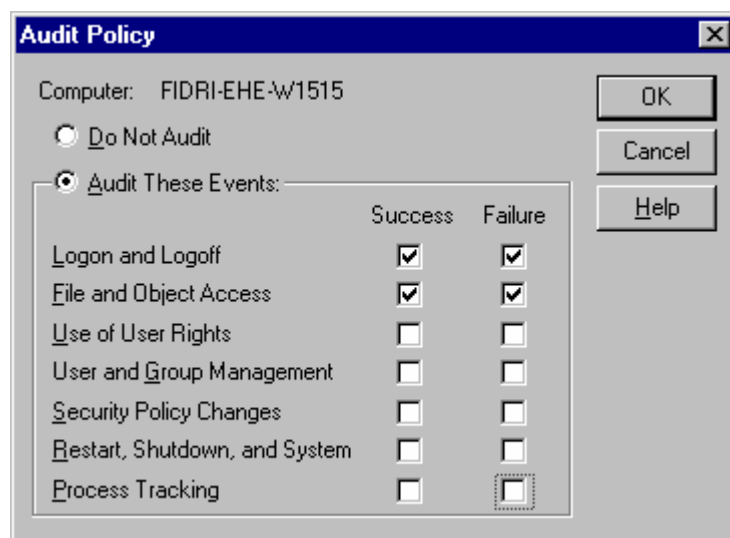 Audit Policy
Computer: FIDRI-EHE-W1515
Do Not Audit
Audit These Events:
Success Failure
Logon and Logoff
File and Object Access
Use of User Rights
User and Group Management
Security Policy Changes
Restart, Shutdown, and System
Process Tracking
OK
Cancel
Help